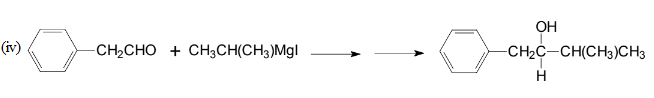 OH
(iv) CH₂CHO + CH₃CH(CH₃)MgI CH₂C–CH(CH₃)CH₃
H